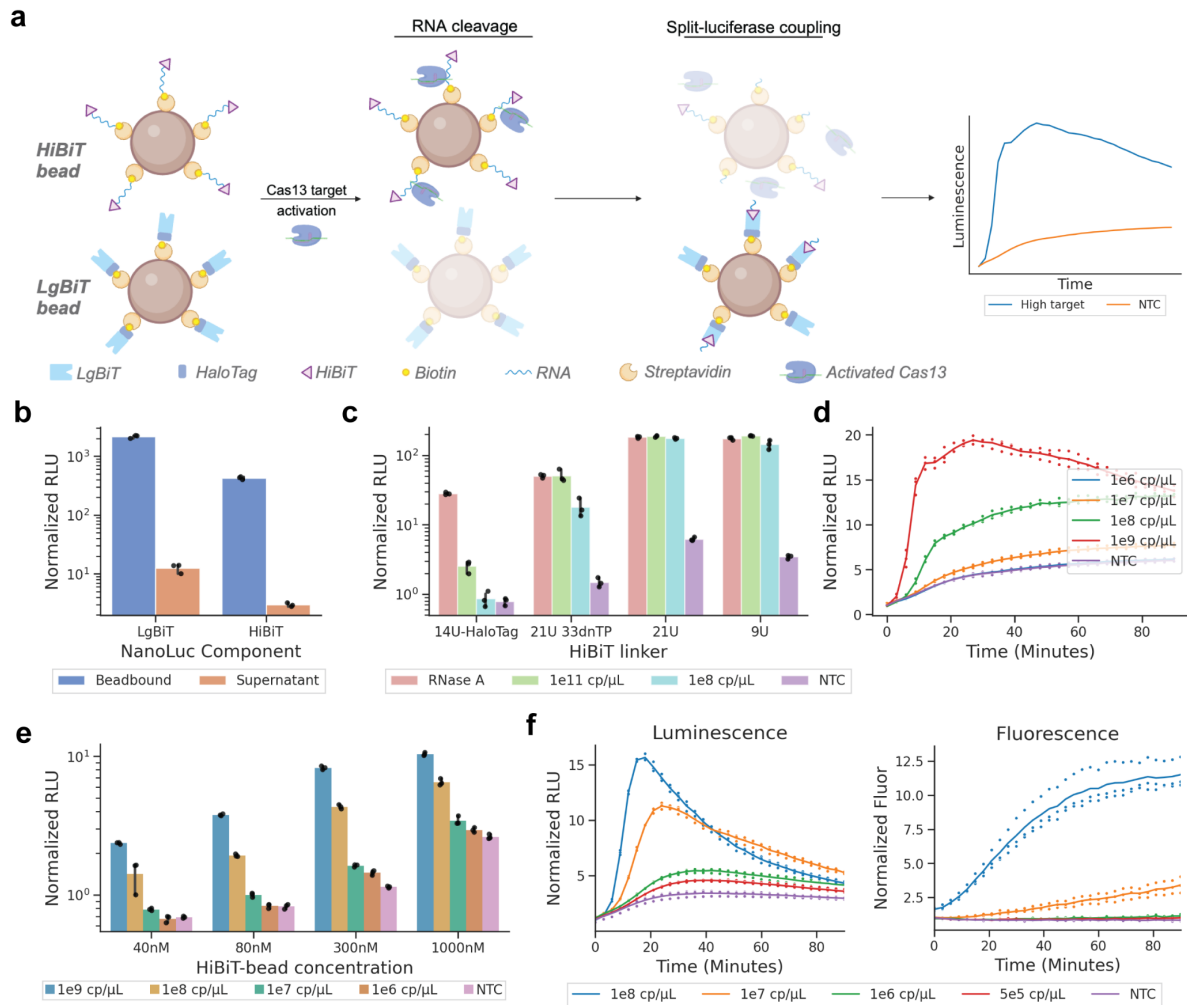 a
RNA cleavage
Split-luciferase coupling
HiBiT
bead
Cas13 target
activation
LgBiT
bead
Luminescence
Time
High target
NTC
LgBiT
HaloTag
HiBiT
Biotin
RNA
Streptavidin
Activated Cas13
b
Normalized RLU
10³
10²
10¹
LgBiT
HiBiT
NanoLuc Component
Beadbound
Supernatant
c
Normalized RLU
10²
10¹
10⁰
14U-HaloTag
21U 33dnTP
21U
9U
HiBiT linker
RNase A
1e11 cp/μL
1e8 cp/μL
NTC
d
Normalized RLU
20
15
10
5
0
0
20
40
60
80
Time (Minutes)
1e6 cp/μL
1e7 cp/μL
1e8 cp/μL
1e9 cp/μL
NTC
e
Normalized RLU
10¹
10⁰
40nM
80nM
300nM
1000nM
HiBiT-bead concentration
1e9 cp/μL
1e8 cp/μL
1e7 cp/μL
1e6 cp/μL
NTC
f
Luminescence
Normalized RLU
15
10
5
0
20
40
60
80
Time (Minutes)
Fluorescence
Normalized Fluor
12.5
10.0
7.5
5.0
2.5
0
20
40
60
80
Time (Minutes)
1e8 cp/μL
1e7 cp/μL
1e6 cp/μL
5e5 cp/μL
NTC